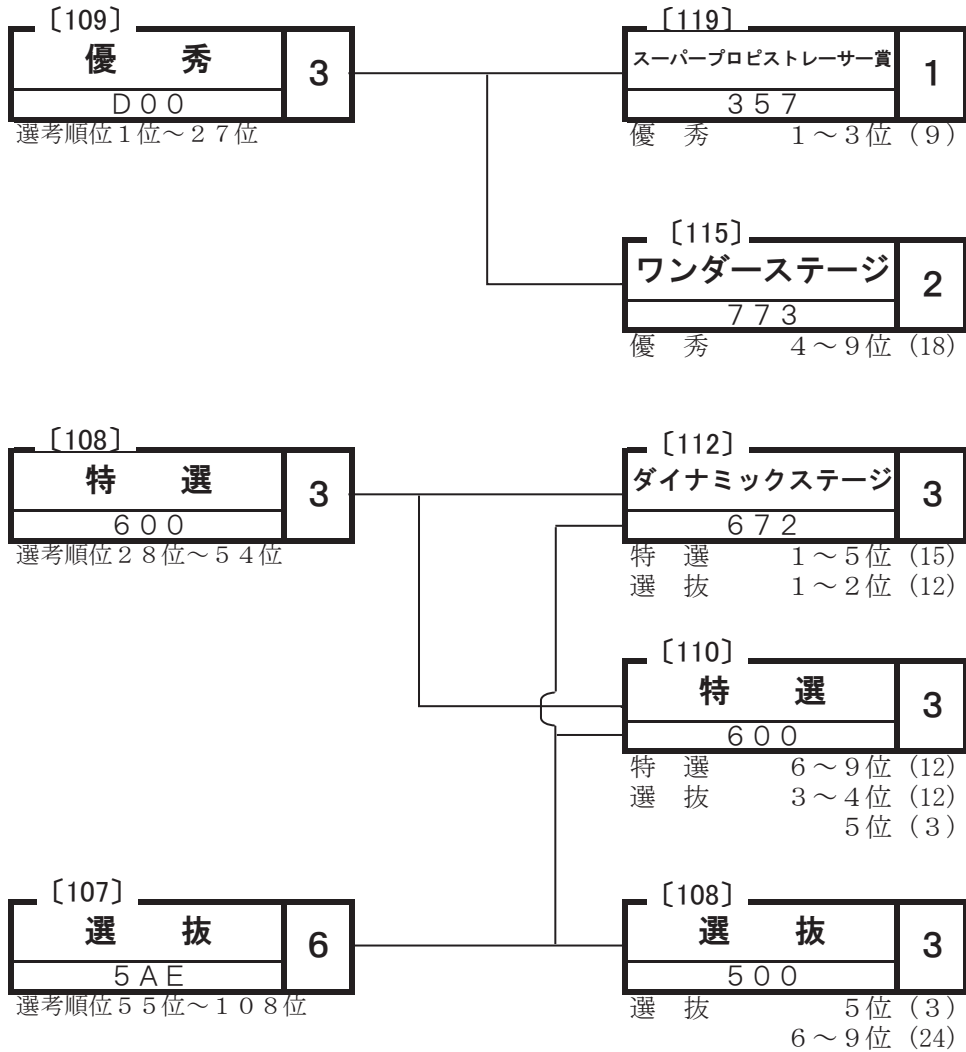 〔109〕
優　秀
3
D００
選考順位１位～２７位
〔119〕
スーパープロピストレーサー賞
1
３５７
優　秀　１～３位（９）
〔115〕
ワンダーステージ
2
７７３
優　秀　４～９位（18）
〔108〕
特　選
3
６００
選考順位２８位～５４位
〔112〕
ダイナミックステージ
3
６７２
特　選　１～５位（15）
選　抜　１～２位（12）
〔110〕
特　選
3
６００
特　選　６～９位（12）
選　抜　３～４位（12）
５位（３）
〔107〕
選　抜
6
５ＡＥ
選考順位５５位～１０８位
〔108〕
選　抜
3
５００
選　抜　５位（３）
６～９位（24）